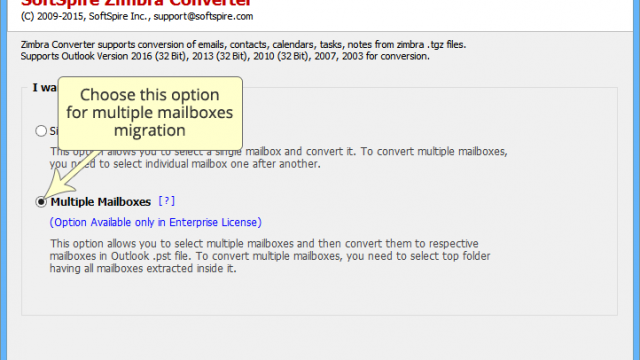 SoftSpire Zimbra Converter
(C) 2009-2015, SoftSpire Inc., support@softspire.com
Zimbra Converter supports conversion of emails, contacts, calendars, tasks, notes from zimbra .tgz files.
Supports Outlook Version 2016 (32 Bit), 2013 (32 Bit), 2010 (32 Bit), 2007, 2003 for conversion.
I wa
Choose this option
for multiple mailboxes
migration
Si
This option allows you to select a single mailbox and convert it. To convert multiple mailboxes,
you need to select individual mailbox one after another.
Multiple Mailboxes [?]
(Option Available only in Enterprise License)
This option allows you to select multiple mailboxes and then convert them to respective
mailboxes in Outlook .pst file. To convert multiple mailboxes, you need to select top folder
having all mailboxes extracted inside it.